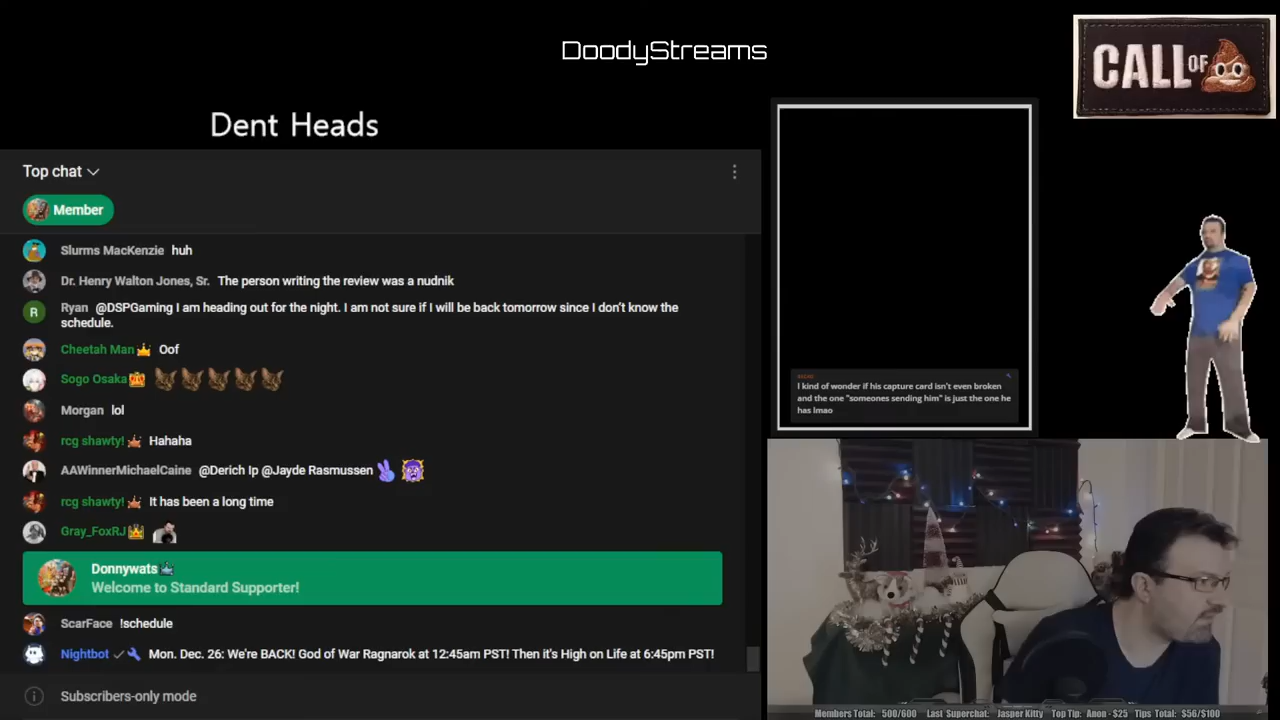 DoodyStreams
CALL OF
Dent Heads
Top chat
Member
Slurms MacKenzie huh
Dr. Henry Walton Jones, Sr. The person writing the review was a nudnik
R
Ryan @DSPGaming I am heading out for the night. I am not sure if I will be back tomorrow since I don't know the
schedule.
Cheetah Man Oof
Sogo Osaka
Morgan lol
rcg shawty! Hahaha
AAWinnerMichaelCaine @Derich Ip @Jayde Rasmussen
rcg shawty! It has been a long time
Gray_FoxRJ
Donnywats
Welcome to Standard Supporter!
ScarFace !schedule
Nightbot Mon. Dec. 26: We're BACK! God of War Ragnarok at 12:45am PST! Then it's High on Life at 6:45pm PST!
Subscribers-only mode
I kind of wonder if his capture card isn't even broken
and the one "someones sending him" is just the one he
has lmao
Members Total: 500/600 Last Superchat: Jasper Kitty Top Tip: Anon - $25 Tips Total: $56/$100